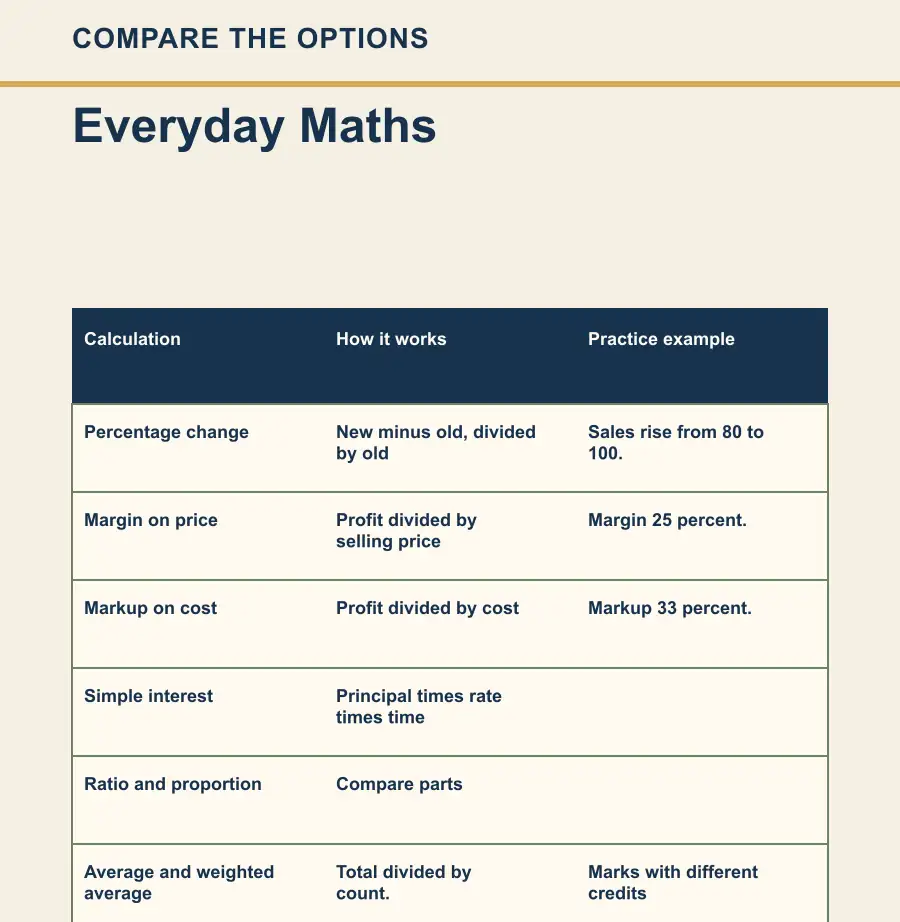 COMPARE THE OPTIONS
Everyday Maths
Calculation
How it works
Practice example
Percentage change
New minus old, divided
by old
Sales rise from 80 to
100.
Margin on price
Profit divided by
selling price
Margin 25 percent.
Markup on cost
Profit divided by cost
Markup 33 percent.
Simple interest
Principal times rate
times time
Ratio and proportion
Compare parts
Average and weighted
average
Total divided by
count.
Marks with different
credits